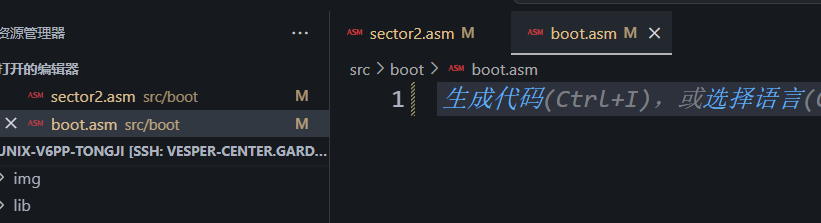 资源管理器
···
打开的编辑器
ASM sector2.asm src/boot M
ASM boot.asm src/boot M
UNIX-V6PP-TONGJI [SSH: VESPER-CENTER.GARD...
img
lib
ASM sector2.asm M
ASM boot.asm M
src > boot > ASM boot.asm
1 生成代码(Ctrl+I)，或选择语言(